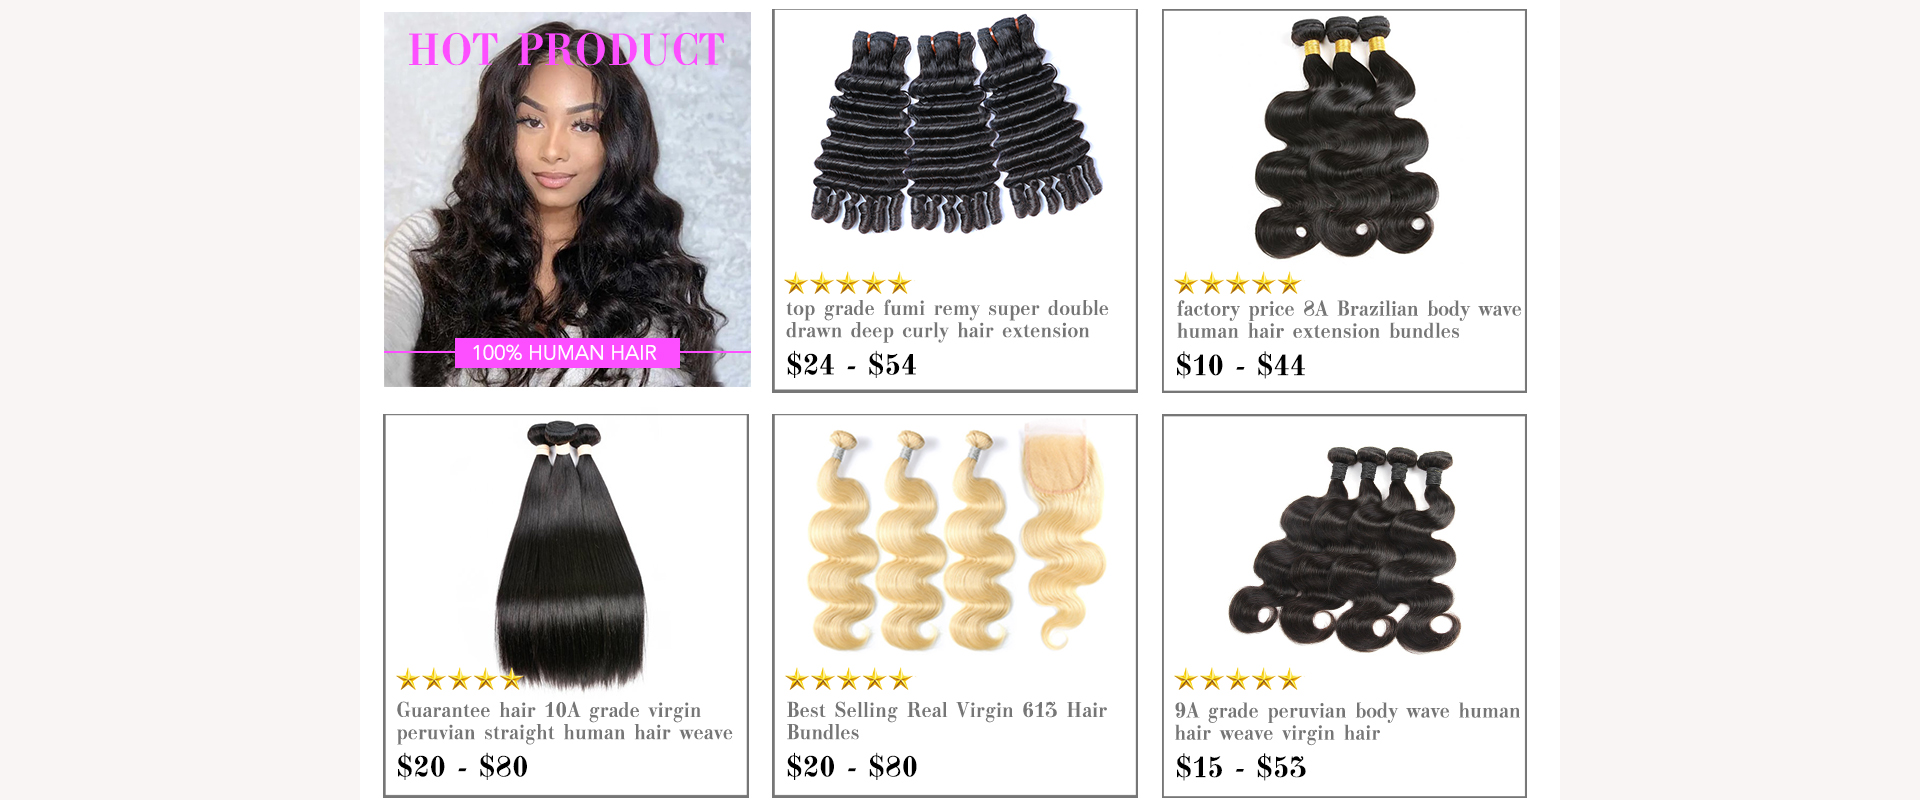 HOT PRODUCT
100% HUMAN HAIR
top grade fumi remy super double
drawn deep curly hair extension
$24 - $54
factory price 8A Brazilian body wave
human hair extension bundles
$10 - $44
Guarantee hair 10A grade virgin
peruvian straight human hair weave
$20 - $80
Best Selling Real Virgin 613 Hair
Bundles
$20 - $80
9A grade peruvian body wave human
hair weave virgin hair
$15 - $53